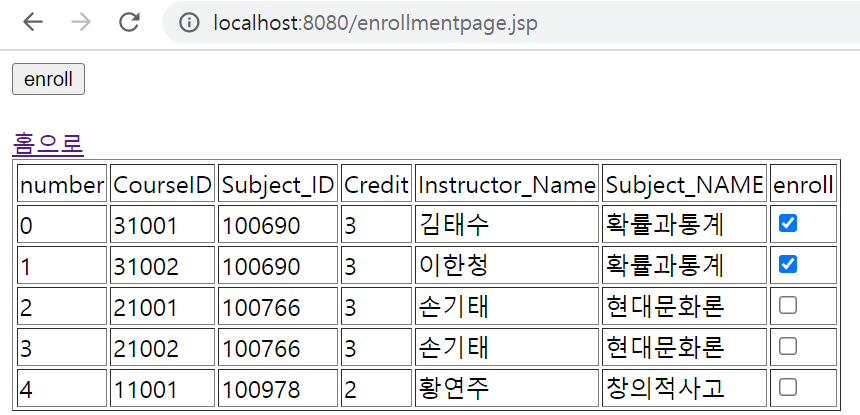 localhost:8080/enrollmentpage.jsp
enroll
홈으로
number CourseID Subject_ID Credit Instructor_Name Subject_NAME enroll
0 31001 100690 3 김태수 확률과통계
1 31002 100690 3 이한청 확률과통계
2 21001 100766 3 손기태 현대문화론
3 21002 100766 3 손기태 현대문화론
4 11001 100978 2 황연주 창의적사고